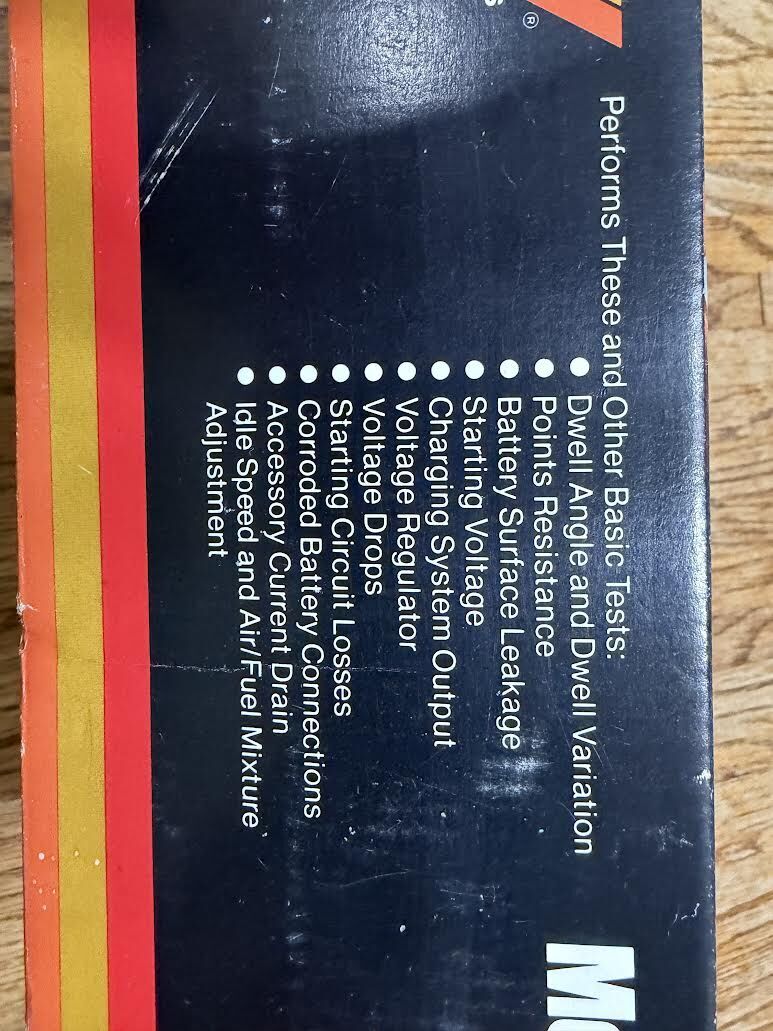 ®
Performs These and Other Basic Tests:
● Dwell Angle and Dwell Variation
● Points Resistance
● Battery Surface Leakage
● Starting Voltage
● Charging System Output
● Voltage Regulator
● Voltage Drops
● Starting Circuit Losses
● Corroded Battery Connections
● Accessory Current Drain
● Idle Speed and Air/Fuel Mixture
Adjustment